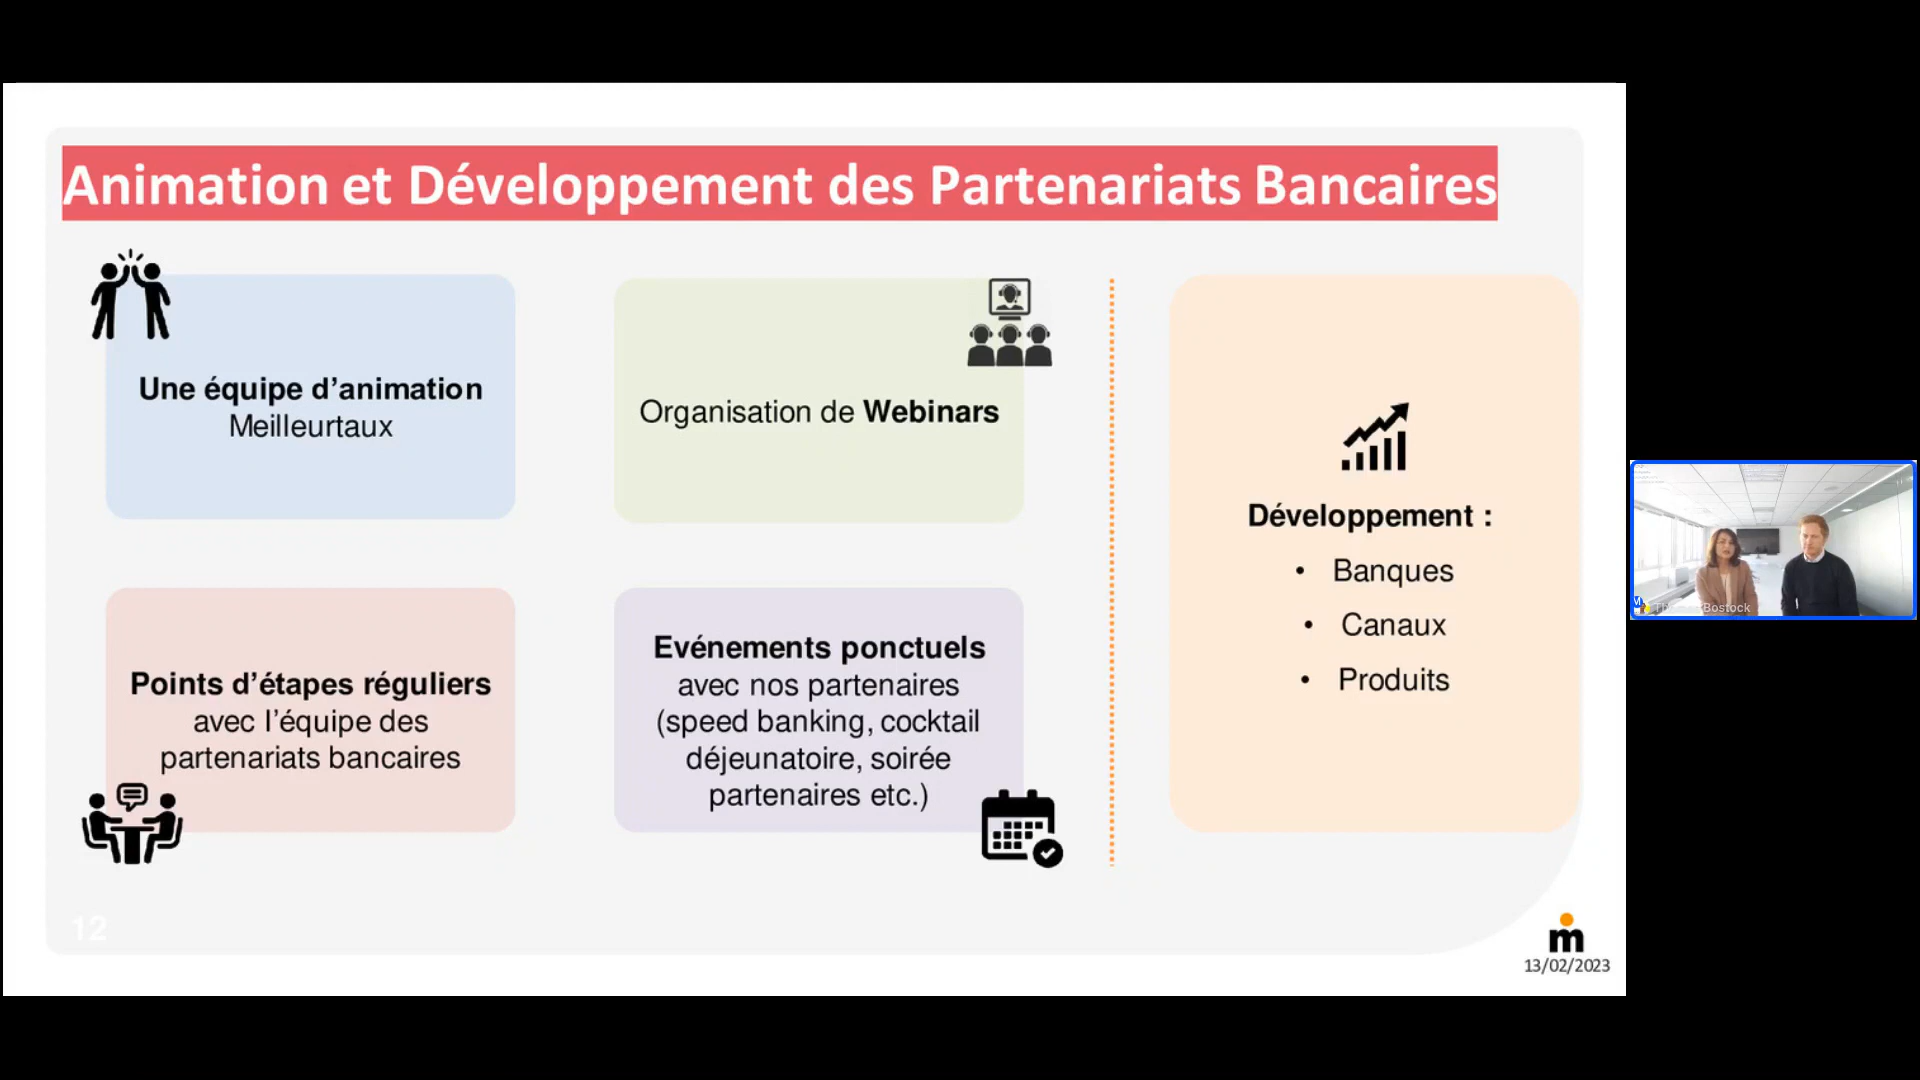 Animation et Développement des Partenariats Bancaires
Une équipe d’animation
Meilleurtaux
Organisation de Webinars
Points d’étapes réguliers
avec l’équipe des
partenariats bancaires
Evénements ponctuels
avec nos partenaires
(speed banking, cocktail
déjeunatoire, soirée
partenaires etc.)
Développement :
• Banques
• Canaux
• Produits
12
m
13/02/2023
Bostock